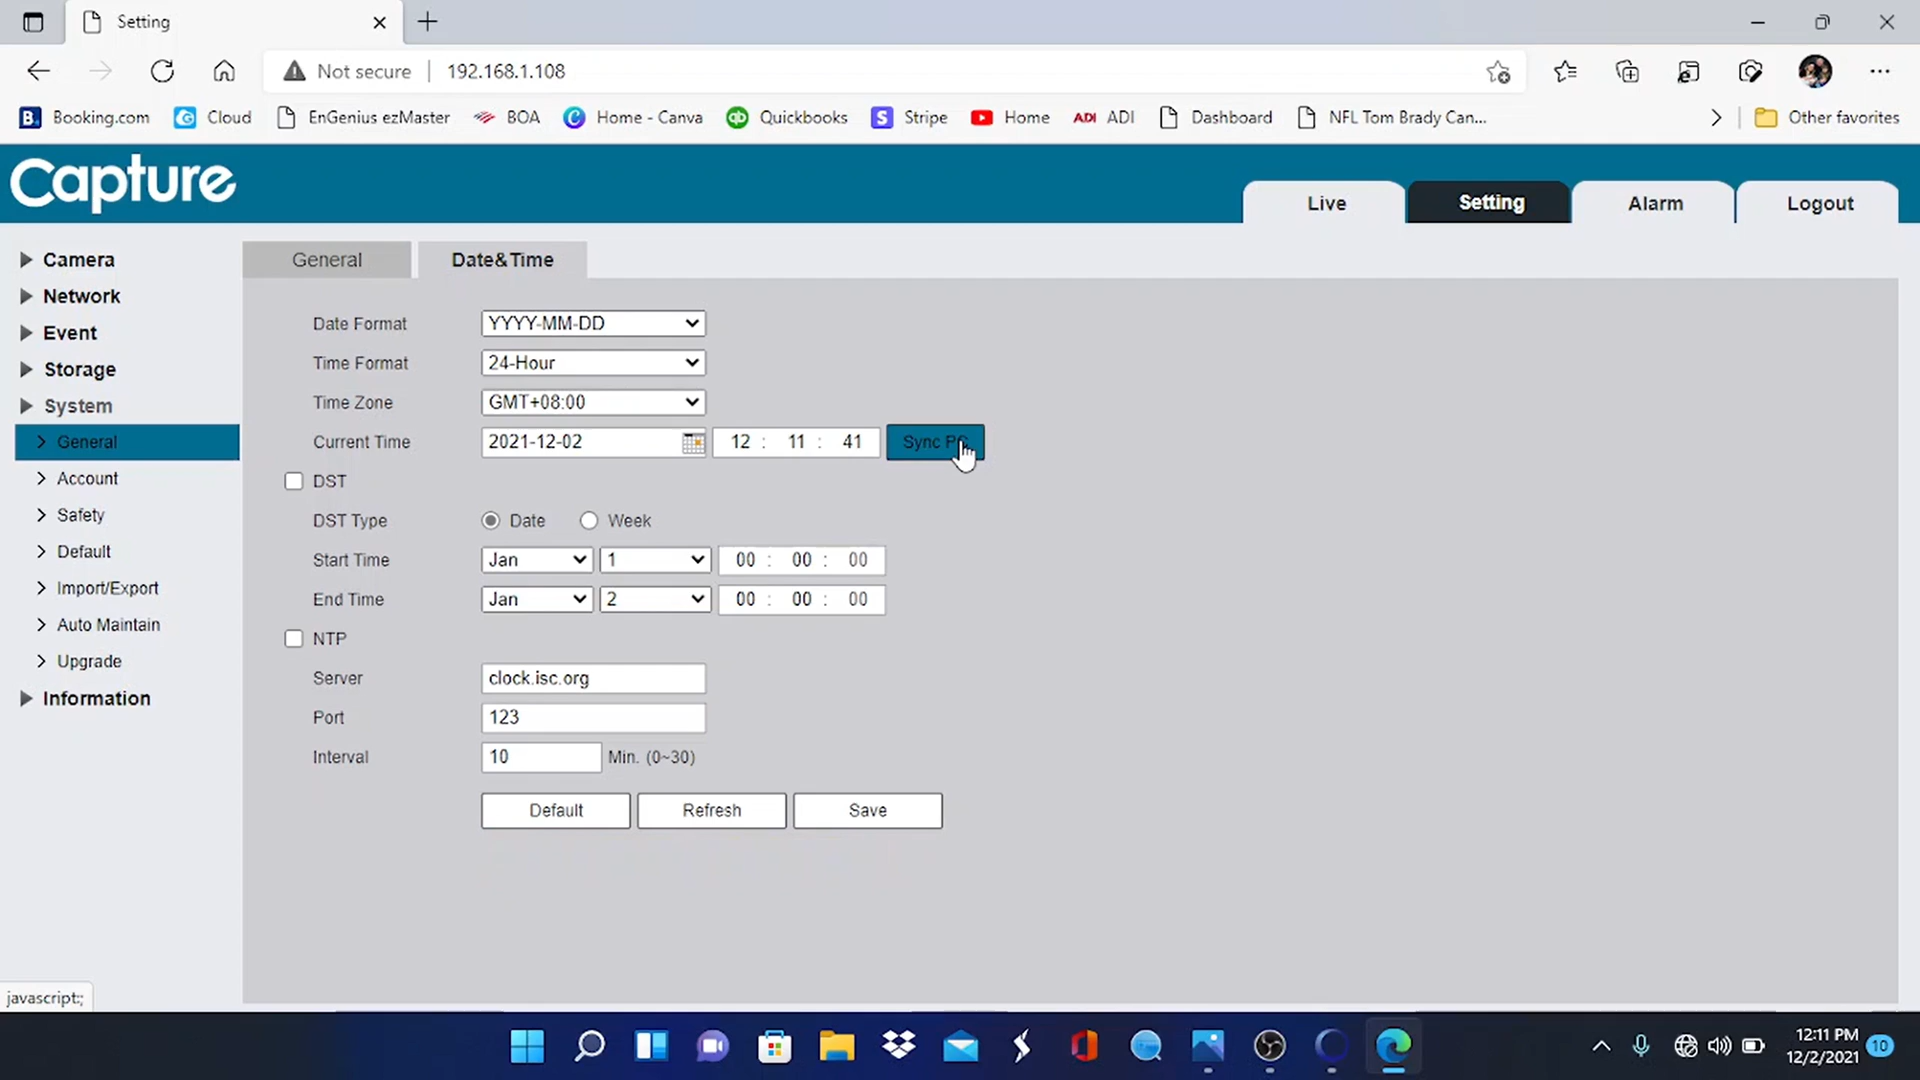 Setting
Not secure 192.168.1.108
Booking.com Cloud EnGenius ezMaster BOA Home - Canva Quickbooks Stripe Home ADI ADI Dashboard NFL Tom Brady Can... Other favorites
Capture
Live Setting Alarm Logout
Camera
Network
Event
Storage
System
General
Account
Safety
Default
Import/Export
Auto Maintain
Upgrade
Information
General Date&Time
Date Format YYYY-MM-DD
Time Format 24-Hour
Time Zone GMT+08:00
Current Time 2021-12-02 12 : 11 : 41 Sync PC
DST
DST Type Date Week
Start Time Jan 1 00 : 00 : 00
End Time Jan 2 00 : 00 : 00
NTP
Server clock.isc.org
Port 123
Interval 10 Min. (0~30)
Default Refresh Save
javascript:;
12:11 PM
12/2/2021 10